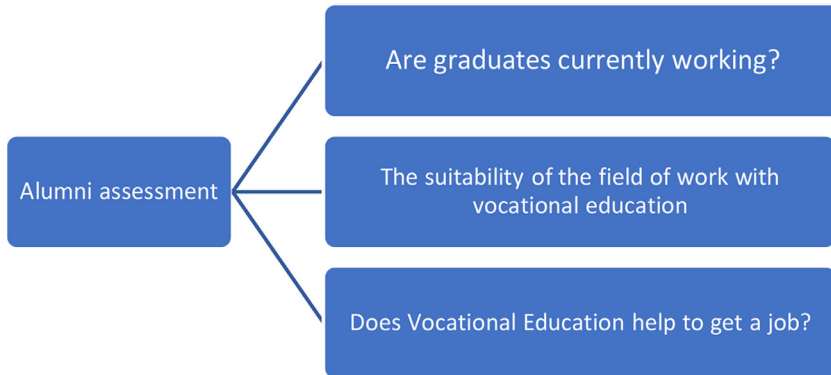 Are graduates currently working?
Alumni assessment
The suitability of the field of work with
vocational education
Does Vocational Education help to get a job?